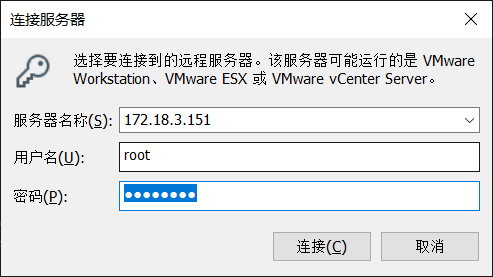 连接服务器
选择要连接到的远程服务器。该服务器可能运行的是 VMware
Workstation、VMware ESX 或 VMware vCenter Server。
服务器名称(S): 172.18.3.151
用户名(U): root
密码(P): ●●●●●●●●
连接(C) 取消